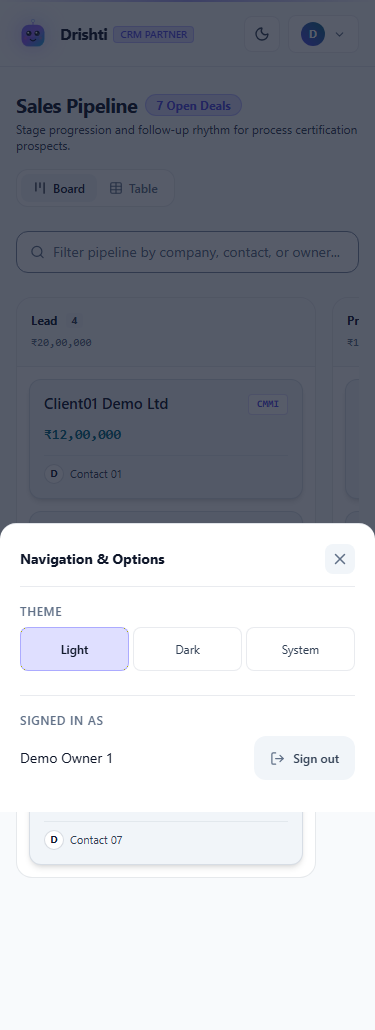 Drishti CRM PARTNER D
Sales Pipeline 7 Open Deals
Stage progression and follow-up rhythm for process certification
prospects.
Board Table
Filter pipeline by company, contact, or owner...
Lead 4 Pr
₹20,00,000 ₹1
Client01 Demo Ltd CMMI
₹12,00,000
D Contact 01
Navigation & Options
THEME
Light Dark System
SIGNED IN AS
Demo Owner 1 Sign out
D Contact 07